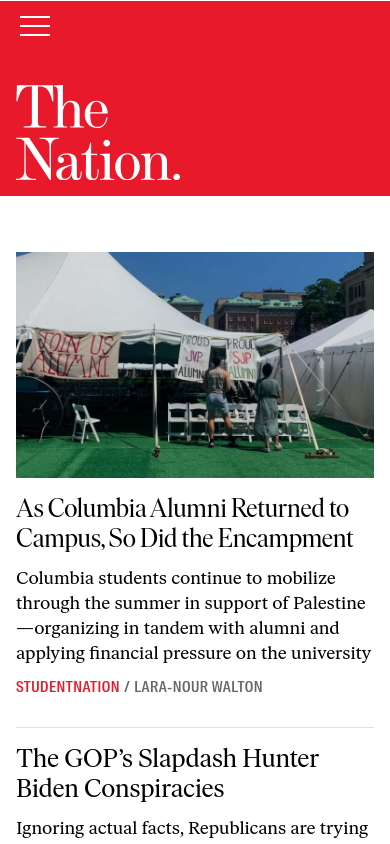 The
Nation.
JOIN US
ALUMNI
PROUD
JVP
ALUMNI
PROUD
SJP
ALUMNI
As Columbia Alumni Returned to
Campus, So Did the Encampment
Columbia students continue to mobilize
through the summer in support of Palestine
—organizing in tandem with alumni and
applying financial pressure on the university
STUDENTNATION / LARA-NOUR WALTON
The GOP’s Slapdash Hunter
Biden Conspiracies
Ignoring actual facts, Republicans are trying